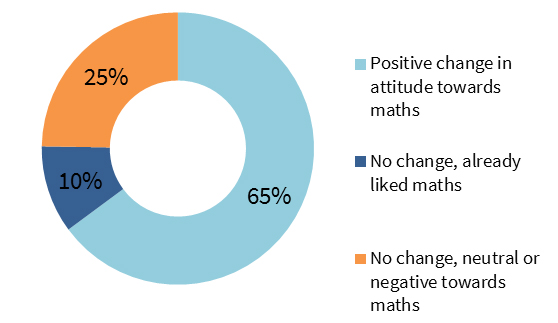 25%
10%
65%
Positive change in
attitude towards
maths
No change, already
liked maths
No change, neutral or
negative towards
maths